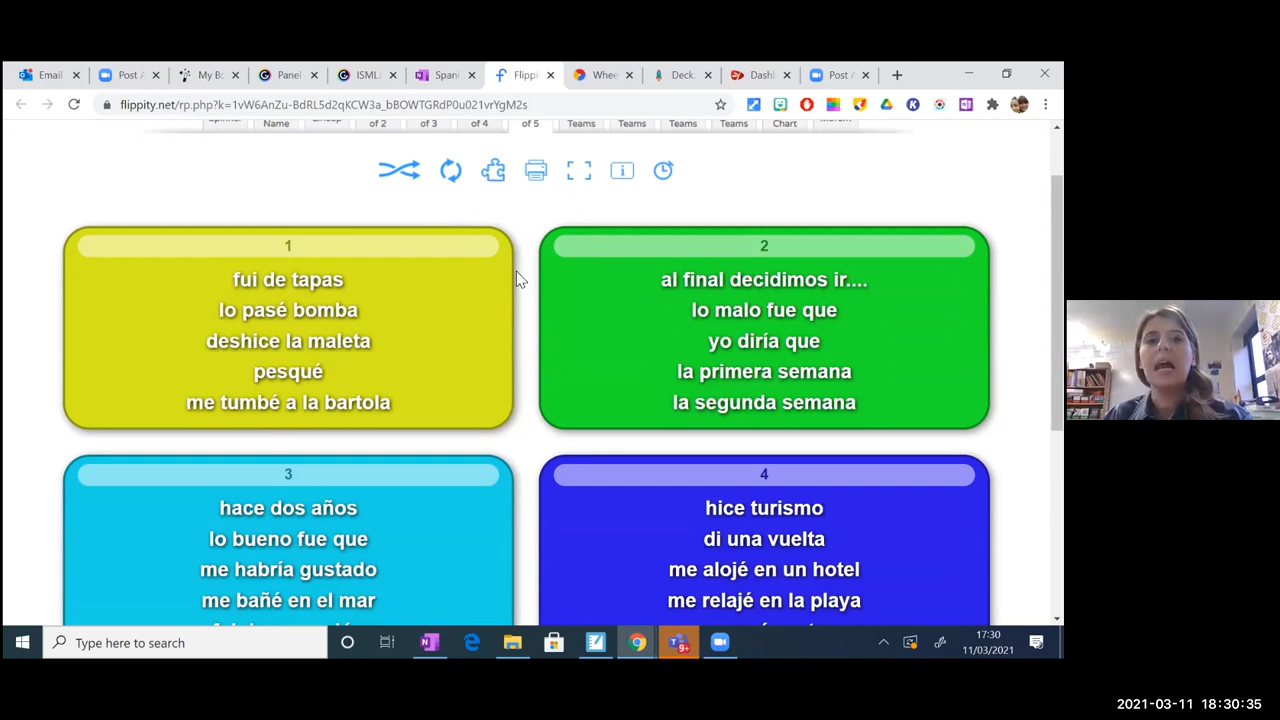 Email
Post A
My Bo
Panel
ISMLA
Spani
Flippi
Whee
Deck.
Dashl
Post A
flippity.net/rp.php?k=1vW6AnZu-BdRL5d2qKCW3a_bBOWTGRdP0u021vrYgM2s
Name
of 2
of 3
of 4
of 5
Teams
Teams
Teams
Teams
Chart
1
fui de tapas
lo pasé bomba
deshice la maleta
pesqué
me tumbé a la bartola
2
al final decidimos ir....
lo malo fue que
yo diría que
la primera semana
la segunda semana
3
hace dos años
lo bueno fue que
me habría gustado
me bañé en el mar
4
hice turismo
di una vuelta
me alojé en un hotel
me relajé en la playa
Type here to search
9+
17:30
11/03/2021
2021-03-11 18:30:35